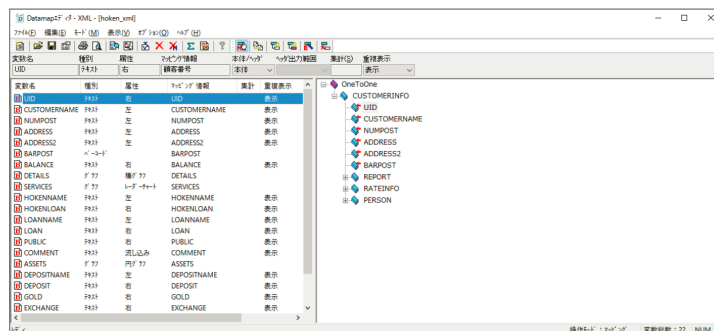 Datamapｴﾃﾞｨﾀ - XML - [hoken_xml]
ﾌｧｲﾙ(F) 編集(E) ﾓｰﾄﾞ(M) 表示(V) ｵﾌﾟｼｮﾝ(O) ﾍﾙﾌﾟ(H)
変数名 種別 属性 ﾏｯﾋﾟﾝｸﾞ情報 本体/ﾍｯﾀﾞ ﾍｯﾀﾞ出力範囲 集計(S) 重複表示
UID ﾃｷｽﾄ 右 顧客番号 本体 表示
変数名 種別 属性 ﾏｯﾋﾟﾝｸﾞ情報 集計 重複表示
UID ﾃｷｽﾄ 右 UID 表示
CUSTOMERNAME ﾃｷｽﾄ 左 CUSTOMERNAME 表示
NUMPOST ﾃｷｽﾄ 左 NUMPOST 表示
ADDRESS ﾃｷｽﾄ 左 ADDRESS 表示
ADDRESS2 ﾃｷｽﾄ 左 ADDRESS2 表示
BARPOST ﾊﾞｰｺｰﾄﾞ BARPOST
BALANCE ﾃｷｽﾄ 右 BALANCE 表示
DETAILS ｸﾞﾗﾌ 棒ｸﾞﾗﾌ DETAILS
SERVICES ｸﾞﾗﾌ ﾚｰﾀﾞｰﾁｬｰﾄ SERVICES
HOKENNAME ﾃｷｽﾄ 左 HOKENNAME 表示
HOKENLOAN ﾃｷｽﾄ 右 HOKENLOAN 表示
LOANNAME ﾃｷｽﾄ 左 LOANNAME 表示
LOAN ﾃｷｽﾄ 右 LOAN 表示
PUBLIC ﾃｷｽﾄ 右 PUBLIC 表示
COMMENT ﾃｷｽﾄ 流し込み COMMENT 表示
ASSETS ｸﾞﾗﾌ 円ｸﾞﾗﾌ ASSETS
DEPOSITNAME ﾃｷｽﾄ 左 DEPOSITNAME 表示
DEPOSIT ﾃｷｽﾄ 右 DEPOSIT 表示
GOLD ﾃｷｽﾄ 右 GOLD 表示
EXCHANGE ﾃｷｽﾄ 右 EXCHANGE 表示
OneToOne
CUSTOMERINFO
UID
CUSTOMERNAME
NUMPOST
ADDRESS
ADDRESS2
BARPOST
REPORT
RATEINFO
PERSON
ﾚﾃﾞｨ 操作ﾓｰﾄﾞ : ﾏｯﾋﾟﾝｸﾞ 変数総数 : 22 NUM